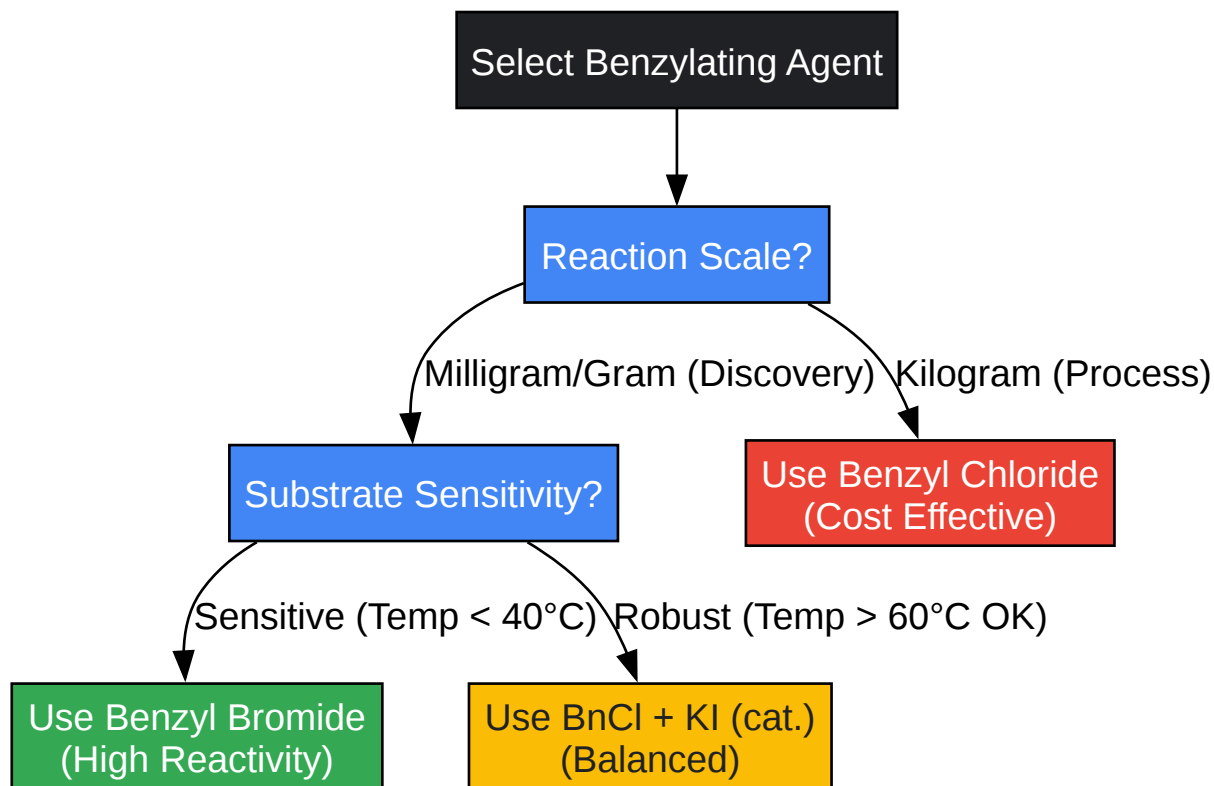 Select Benzylating Agent
Reaction Scale?
Milligram/Gram (Discovery)
Kilogram (Process)
Substrate Sensitivity?
Use Benzyl Chloride
(Cost Effective)
Sensitive (Temp < 40°C)
Robust (Temp > 60°C OK)
Use Benzyl Bromide
(High Reactivity)
Use BnCl + KI (cat.)
(Balanced)